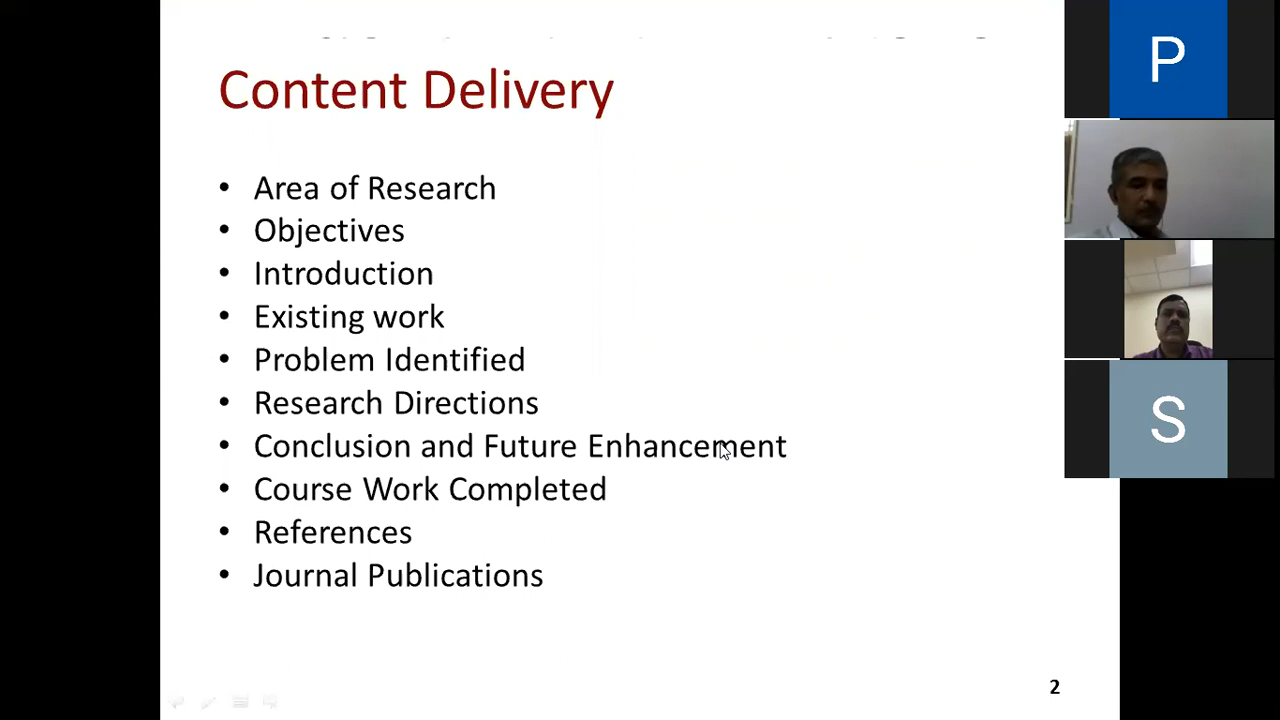 Content Delivery
• Area of Research
• Objectives
• Introduction
• Existing work
• Problem Identified
• Research Directions
• Conclusion and Future Enhancement
• Course Work Completed
• References
• Journal Publications
2
P
S